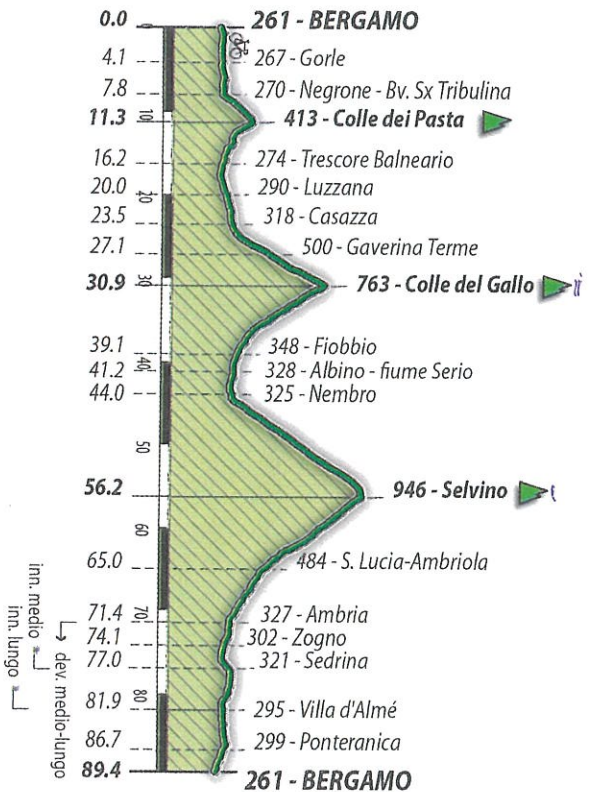 0.0 261 - BERGAMO
0
4.1 267 - Gorle
7.8 270 - Negrone - Bv. Sx Tribulina
10
11.3 413 - Colle dei Pasta
16.2 274 - Trescore Balneario
20.0 290 - Luzzana
20
23.5 318 - Casazza
27.1 500 - Gaverina Terme
30.9 763 - Colle del Gallo
30
39.1 348 - Fiobbio
40
41.2 328 - Albino - fiume Serio
44.0 325 - Nembro
50
56.2 946 - Selvino
60
65.0 484 - S. Lucia-Ambriola
70
71.4 327 - Ambria
74.1 302 - Zogno
77.0 321 - Sedrina
80
81.9 295 - Villa d'Almé
86.7 299 - Ponteranica
89.4 261 - BERGAMO
dev. medio-lungo
inn. medio
inn. lungo